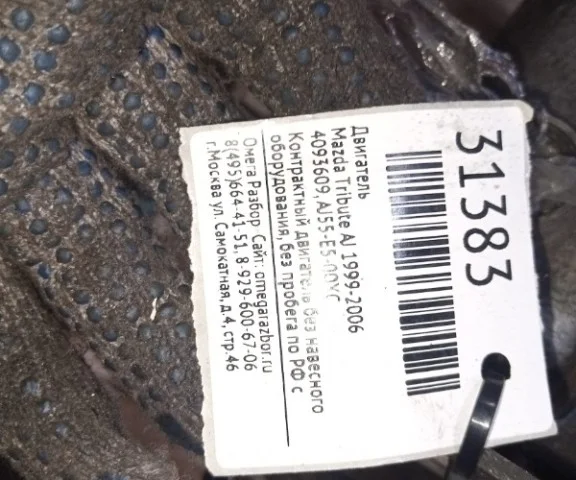 31383
Двигатель
Mazda Tribute AJ 1999-2006
4093609,AJ55-E5-00YC
Контрактный двигатель без навесного
оборудования, без пробега по РФ с
Омега Разбор Сайт: omegarazbor.ru
8(495)664-41-51, 8-929-600-67-06
г.Москва ул. Самокатная, д.4, стр.46